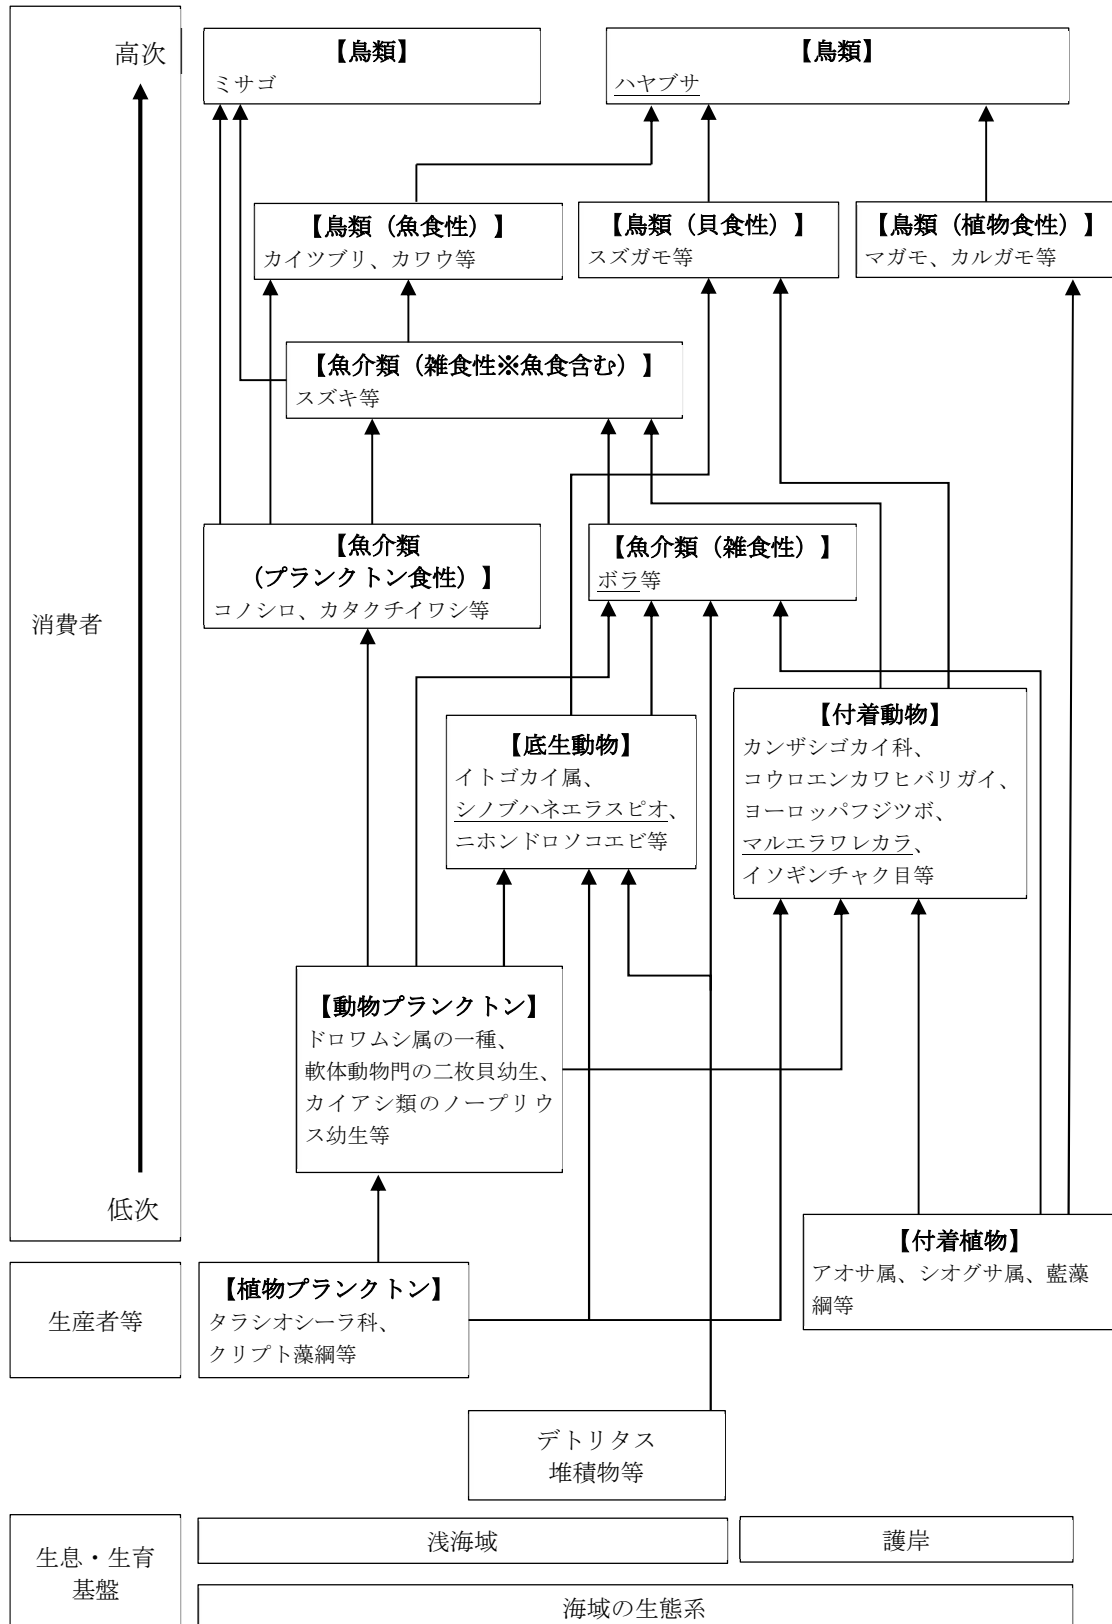 高次
【鳥類】
ミサゴ
【鳥類】
ハヤブサ
【鳥類（魚食性）】
カイツブリ、カワウ等
【鳥類（貝食性）】
スズガモ等
【鳥類（植物食性）】
マガモ、カルガモ等
【魚介類（雑食性※魚食含む）】
スズキ等
【魚介類
（プランクトン食性）】
コノシロ、カタクチイワシ等
【魚介類（雑食性）】
ボラ等
消費者
【底生動物】
イトゴカイ属、
シノブハネエラスピオ、
ニホンドロソコエビ等
【付着動物】
カンザシゴカイ科、
コウロエンカワヒバリガイ、
ヨーロッパフジツボ、
マルエラワレカラ、
イソギンチャク目等
【動物プランクトン】
ドロワムシ属の一種、
軟体動物門の二枚貝幼生、
カイアシ類のノープリウ
ス幼生等
低次
【付着植物】
アオサ属、シオグサ属、藍藻
綱等
生産者等
【植物プランクトン】
タラシオシーラ科、
クリプト藻綱等
デトリタス
堆積物等
生息・生育
基盤
浅海域
護岸
海域の生態系